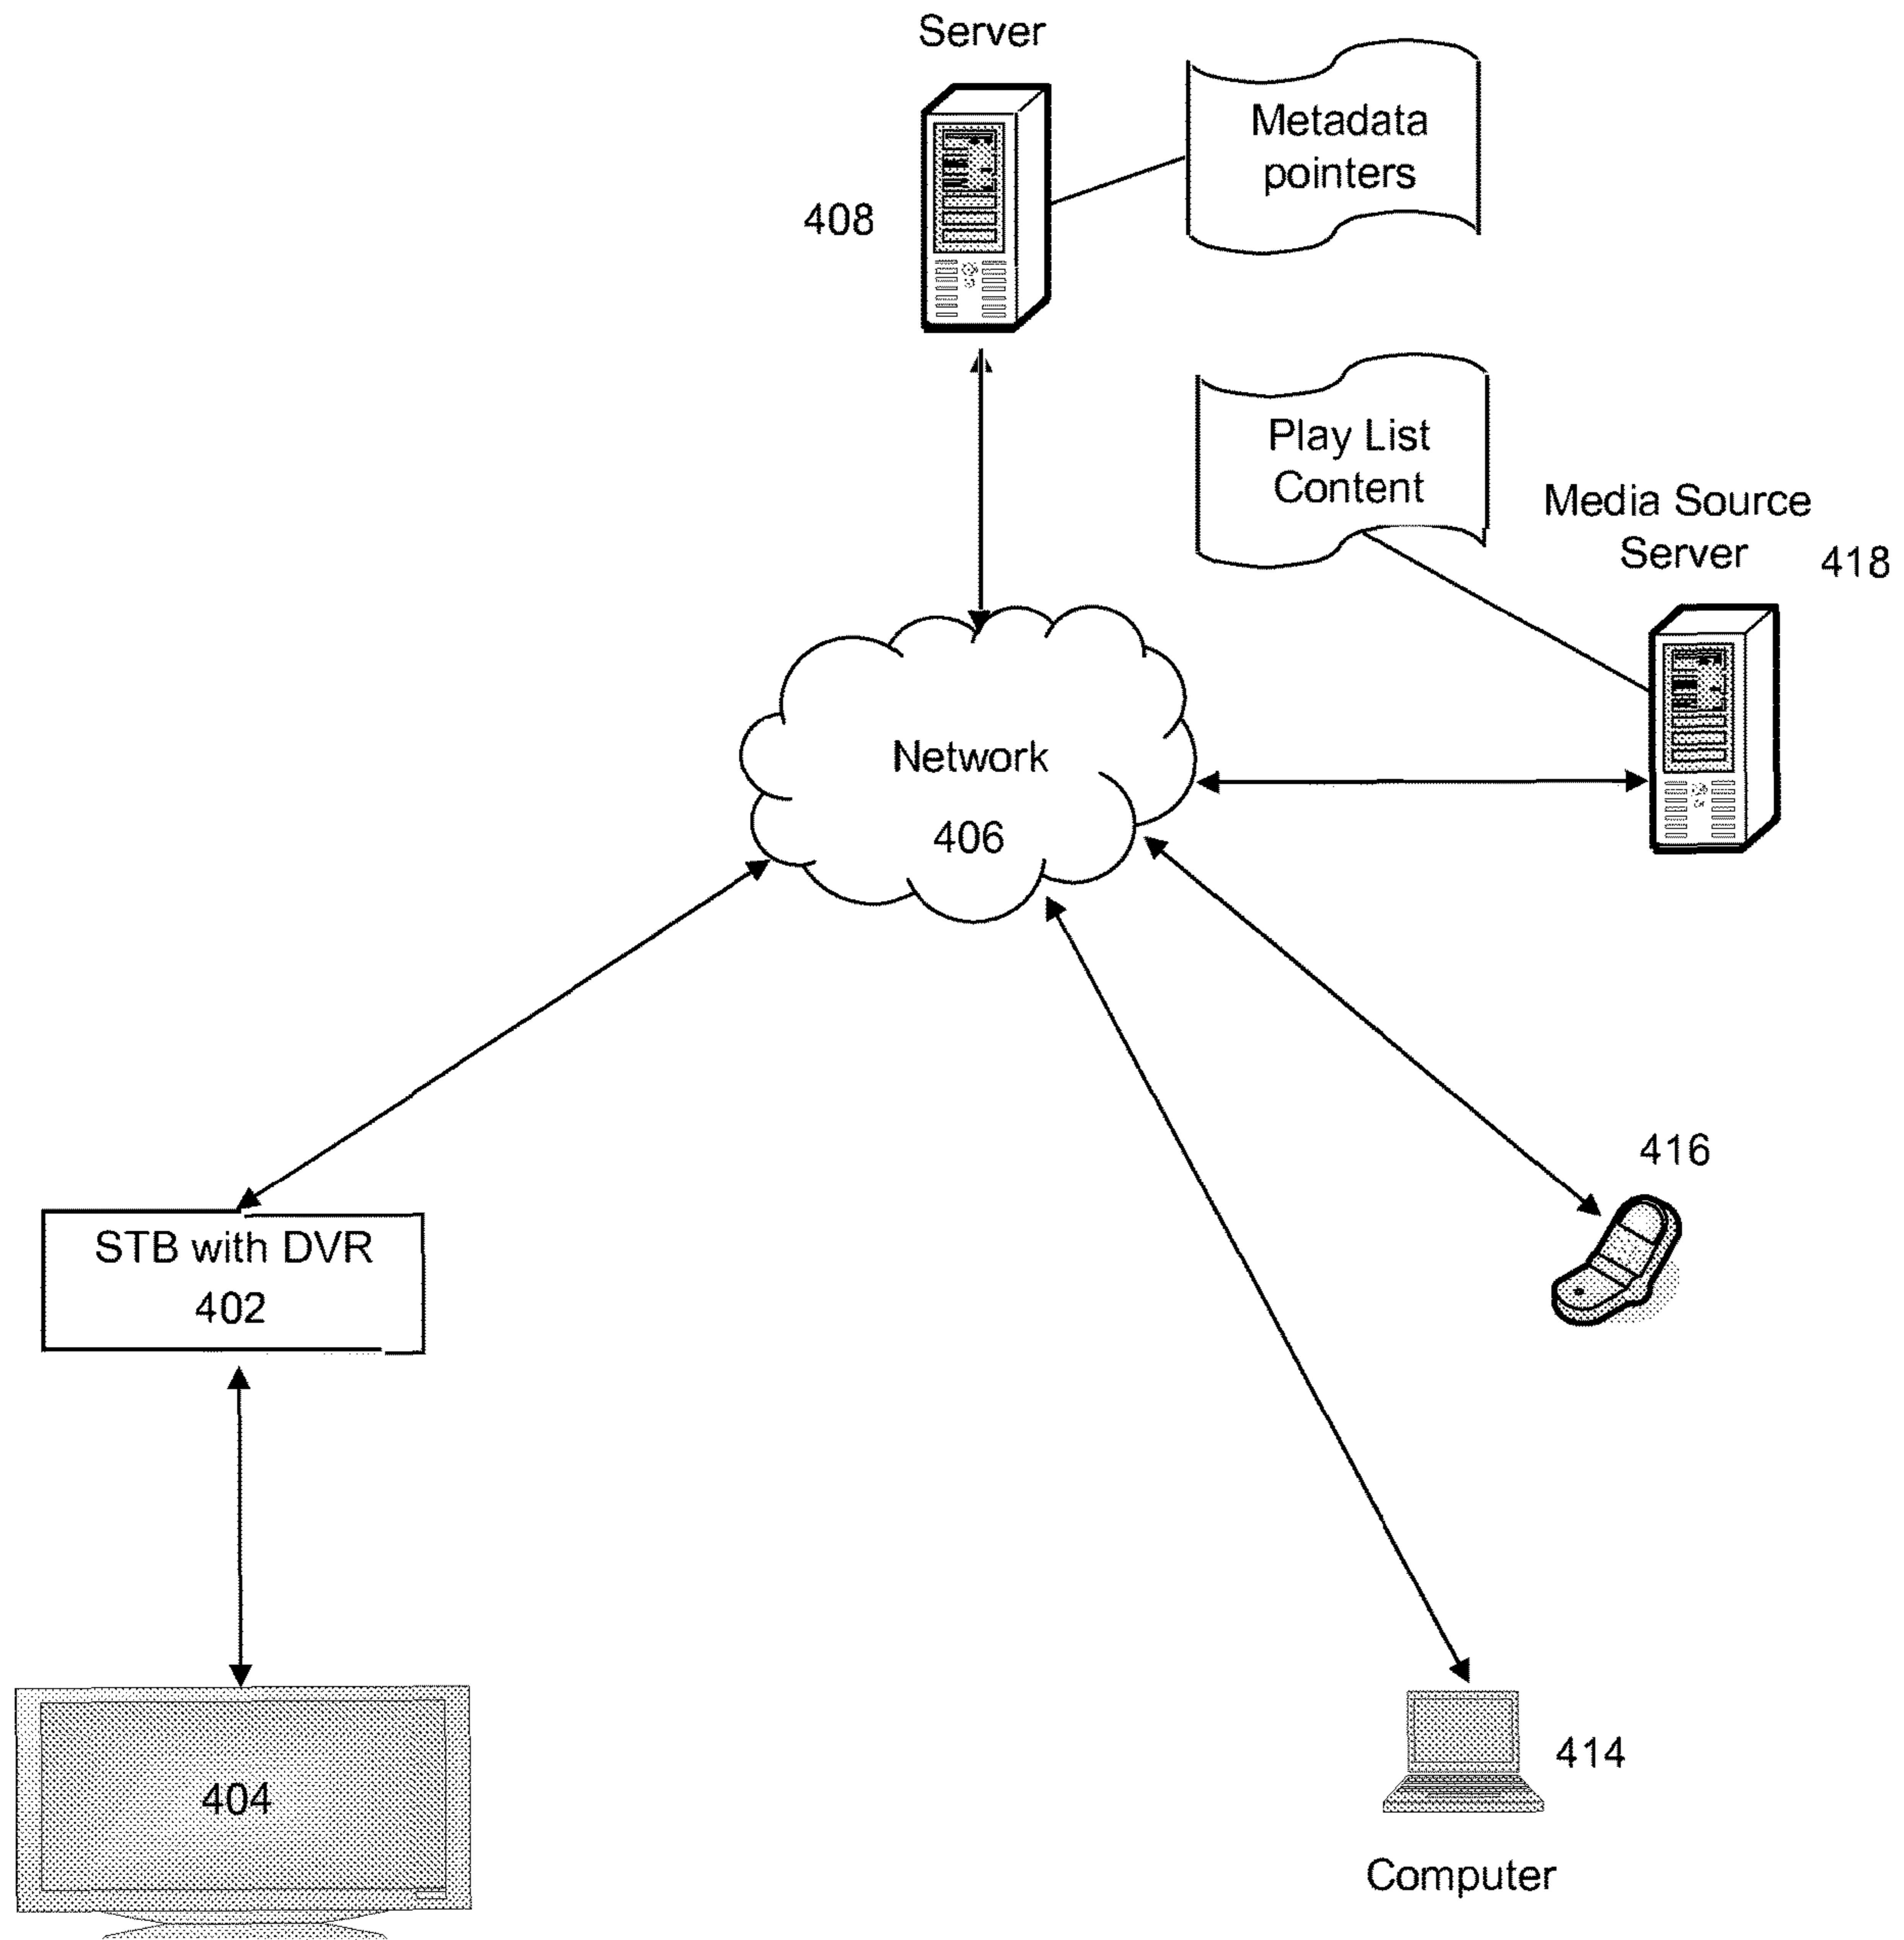 Server
Metadata
pointers
408
Play List
Content
Media Source
Server
418
Network
406
416
STB with DVR
402
404
414
Computer